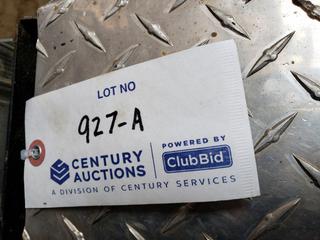 LOT NO
927-A
CENTURY AUCTIONS
POWERED BY
ClubBid
A DIVISION OF CENTURY SERVICES